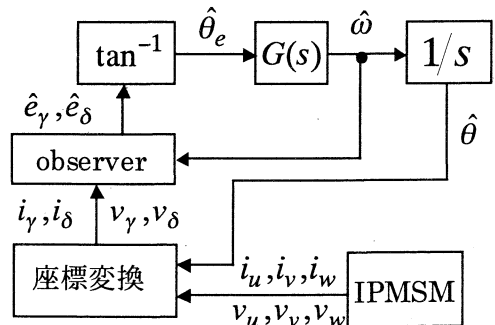 tan⁻¹
θ̂ₑ
G(s)
ω̂
1/s
ê_γ,ê_δ
θ̂
observer
i_γ,i_δ
v_γ,v_δ
座標変換
i_u,i_v,i_w
IPMSM
v_u,v_v,v_w